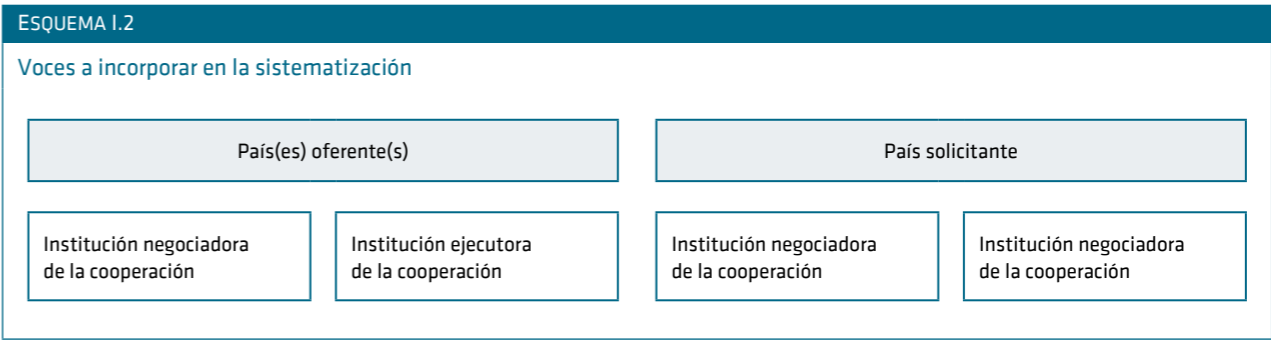 ESQUEMA I.2
Voces a incorporar en la sistematización
País(es) oferente(s)
País solicitante
Institución negociadora
de la cooperación
Institución ejecutora
de la cooperación
Institución negociadora
de la cooperación
Institución negociadora
de la cooperación